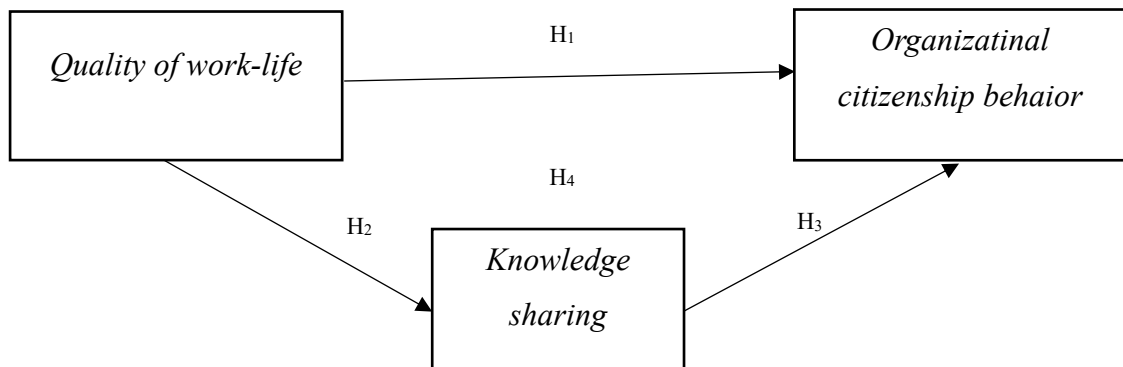 Quality of work-life
H₁
Organizatinal
citizenship behaior
H₄
H₂
H₃
Knowledge
sharing